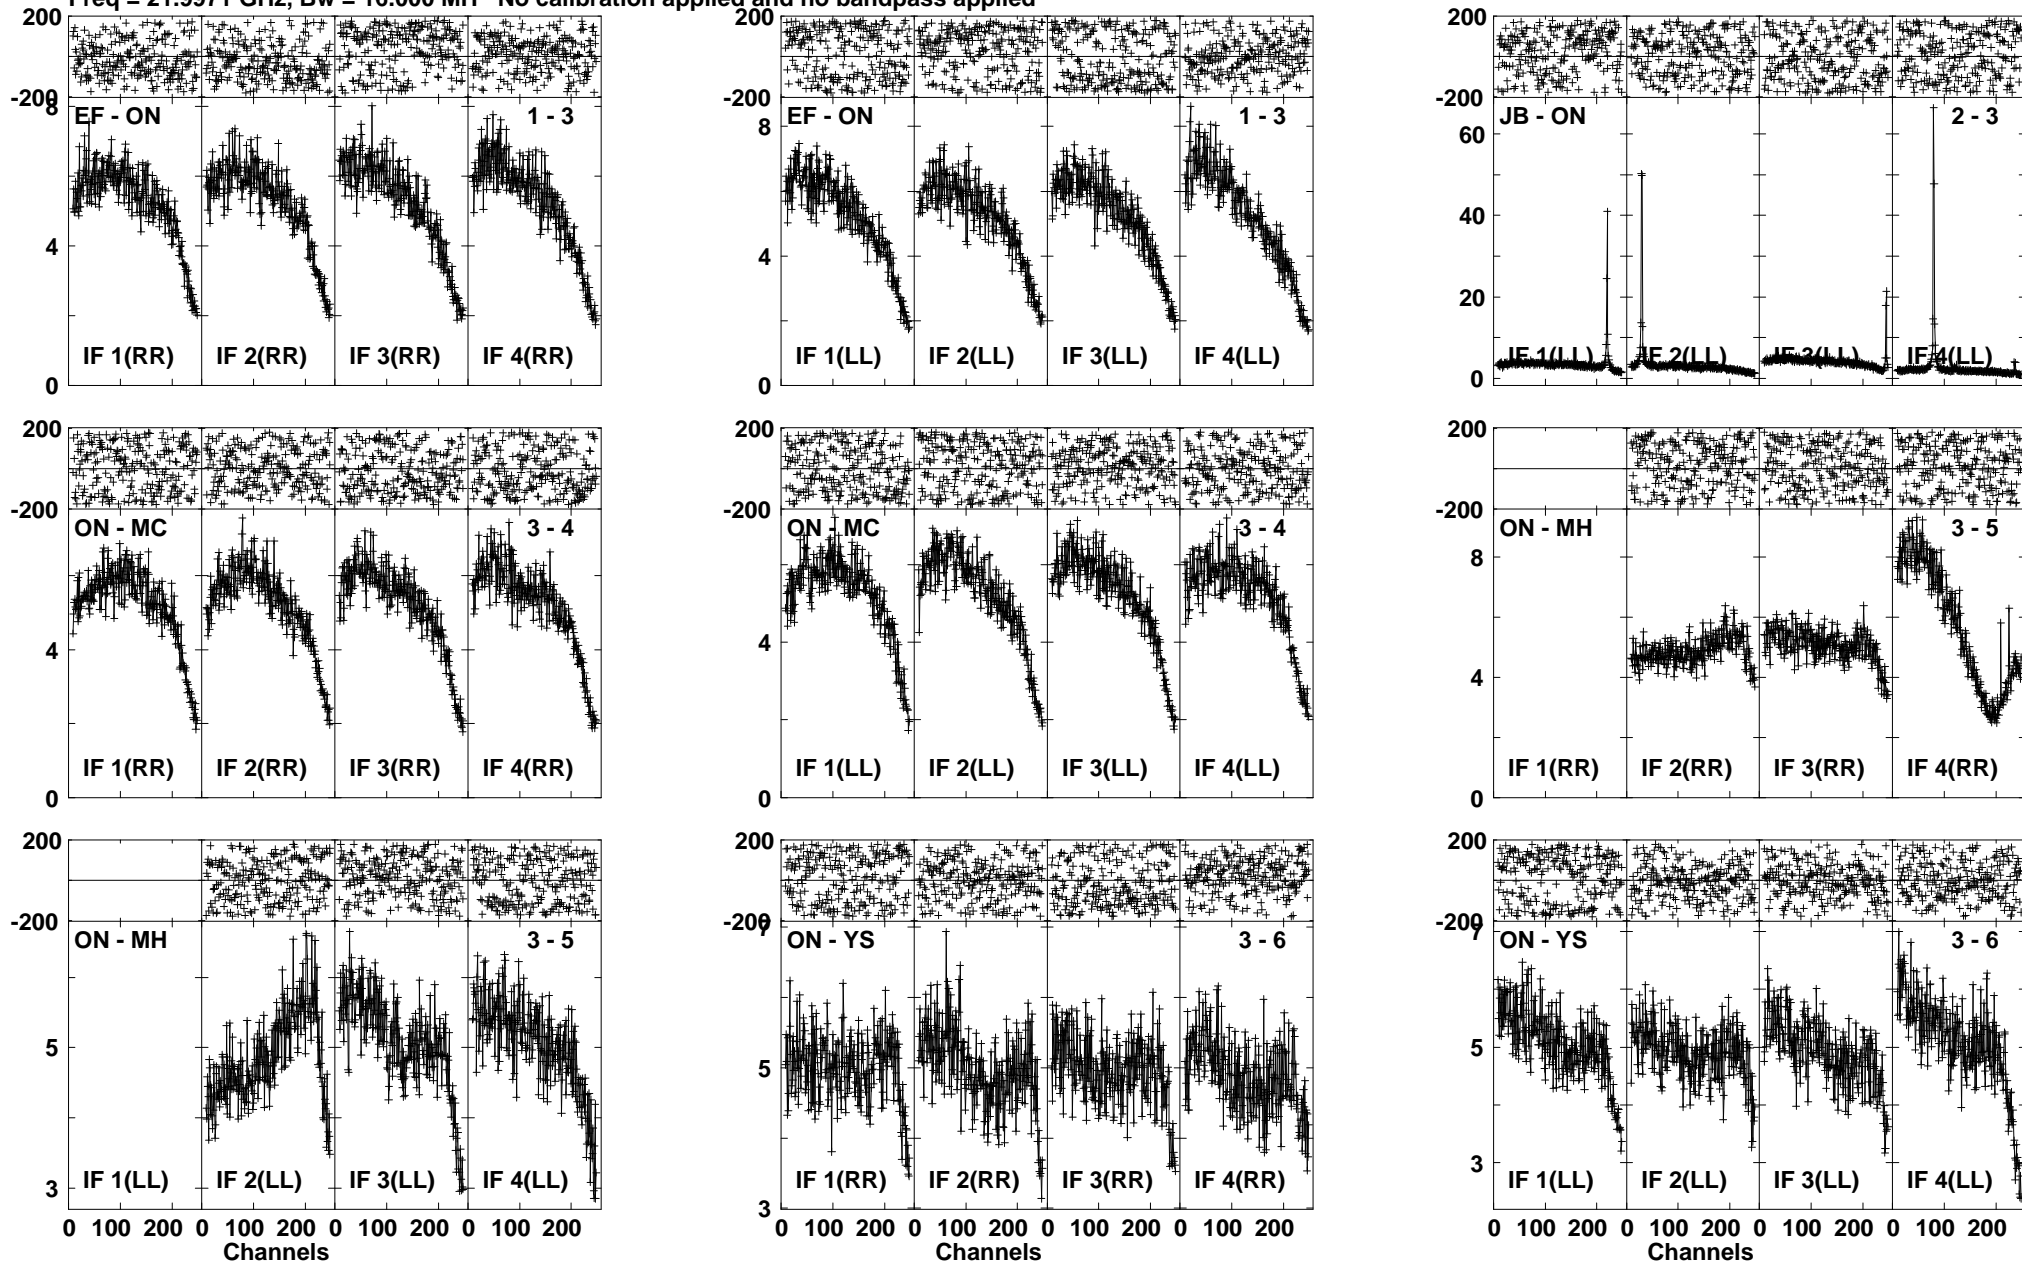 Freq = 21.9971 GHz, Bw = 16.000 MH No calibration applied and no bandpass applied
200 200 200
-200 -200 -200
8
EF - ON 1 - 3 EF - ON 1 - 3 JB - ON 2 - 3
8 60
40
4 4
20
IF 1(RR) IF 2(RR) IF 3(RR) IF 4(RR) IF 1(LL) IF 2(LL) IF 3(LL) IF 4(LL) IF 1(LL) IF 2(LL) IF 3(LL) IF 4(LL)
0 0 0
200 200 200
-200 -200 -200
ON - MC 3 - 4 ON - MC 3 - 4 ON - MH 3 - 5
8
4 4 4
IF 1(RR) IF 2(RR) IF 3(RR) IF 4(RR) IF 1(LL) IF 2(LL) IF 3(LL) IF 4(LL) IF 1(RR) IF 2(RR) IF 3(RR) IF 4(RR)
0 0 0
200 200 200
-200 -200 -200
7 7
ON - MH 3 - 5 ON - YS 3 - 6 ON - YS 3 - 6
5 5 5
IF 1(LL) IF 2(LL) IF 3(LL) IF 4(LL) IF 1(RR) IF 2(RR) IF 3(RR) IF 4(RR) IF 1(LL) IF 2(LL) IF 3(LL) IF 4(LL)
3 3 3
0 200 0 200 0 200 0 200 0 200 0 200 0 200 0 200 0 200 0 200 0 200 0 200
Channels Channels Channels